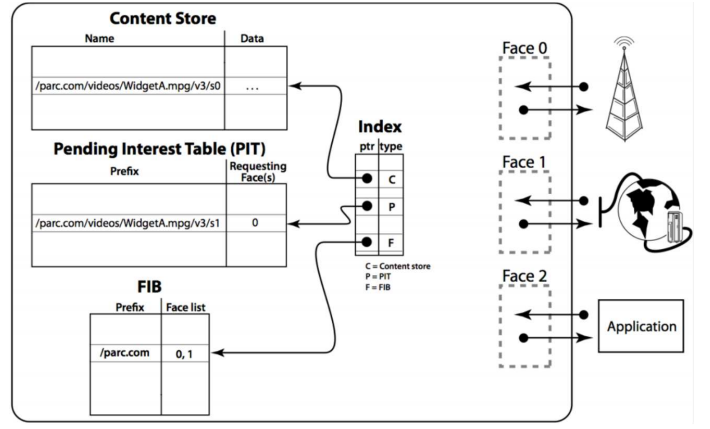 Content Store
Name Data
/parc.com/videos/WidgetA.mpg/v3/s0 ...
Pending Interest Table (PIT)
Prefix Requesting
Face(s)
/parc.com/videos/WidgetA.mpg/v3/s1 0
FIB
Prefix Face list
/parc.com 0, 1
Index
ptr type
C
P
F
C = Content store
P = PIT
F = FIB
Face 0
Face 1
Face 2
Application